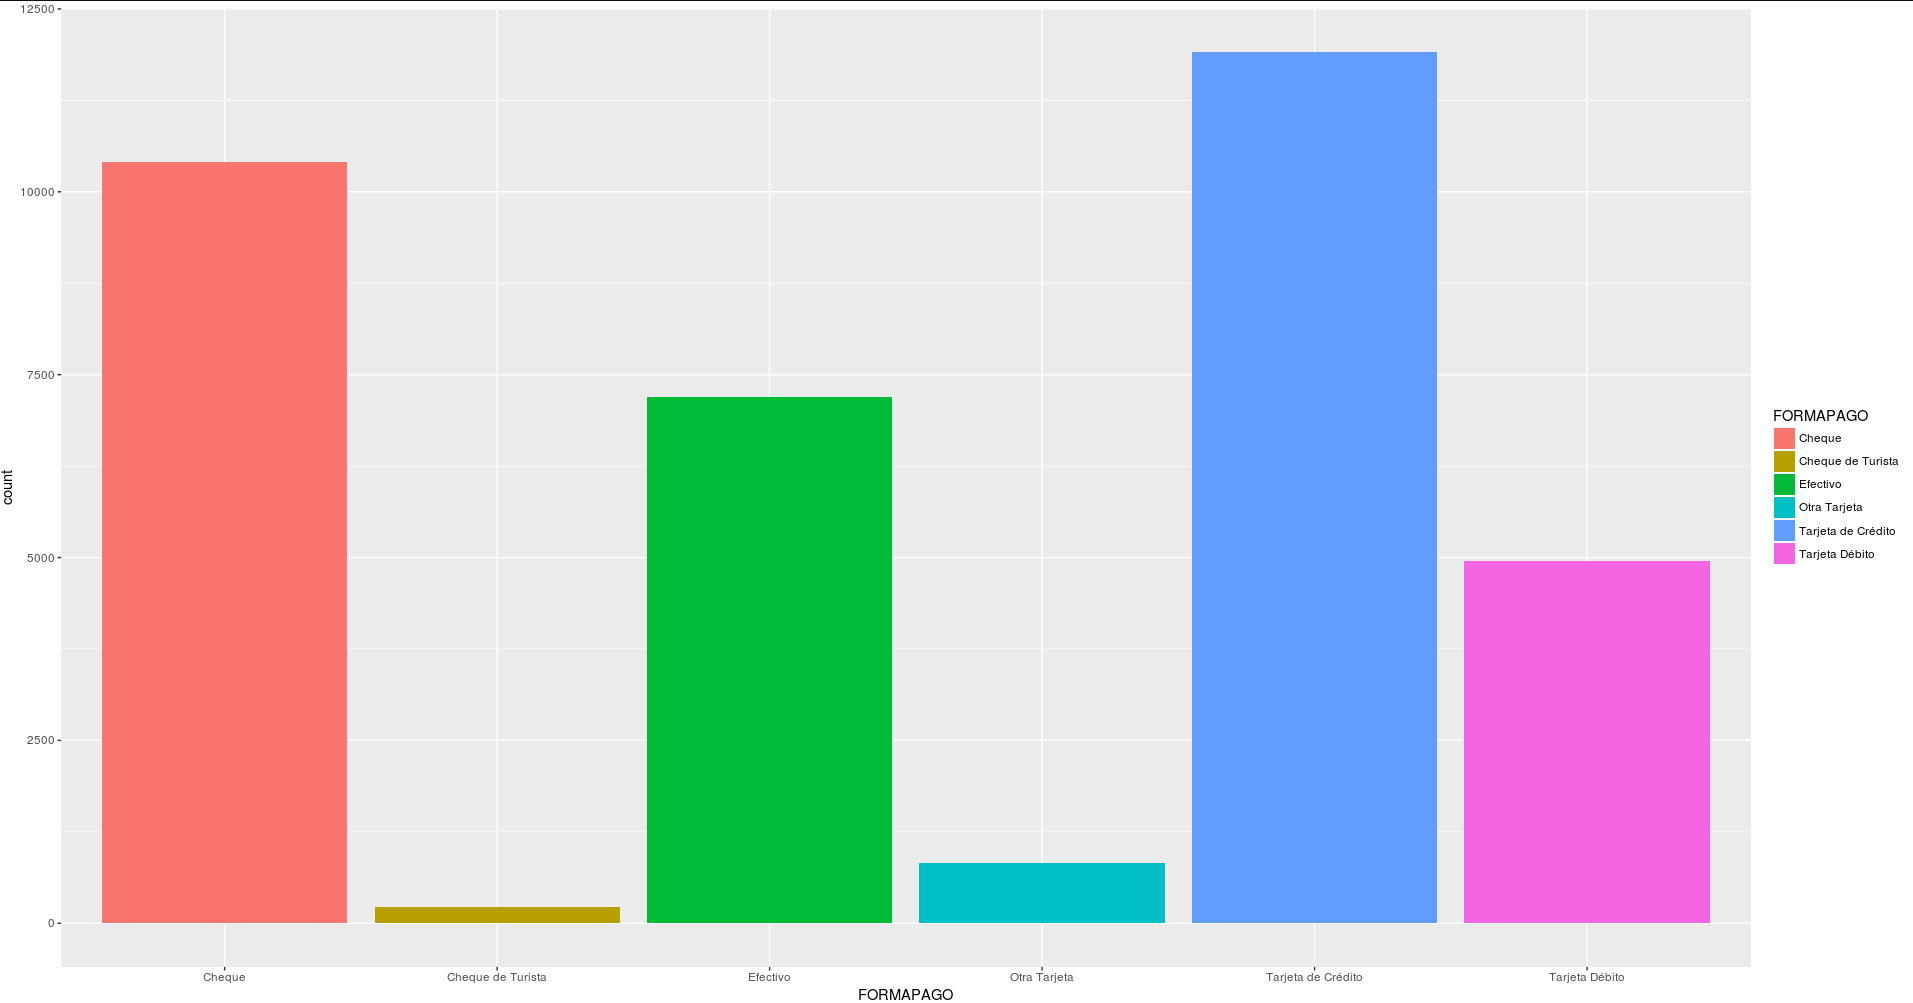 12500
10000
7500
5000
2500
0
count
Cheque
Cheque de Turista
Efectivo
Otra Tarjeta
Tarjeta de Crédito
Tarjeta Débito
FORMAPAGO
FORMAPAGO
Cheque
Cheque de Turista
Efectivo
Otra Tarjeta
Tarjeta de Crédito
Tarjeta Débito